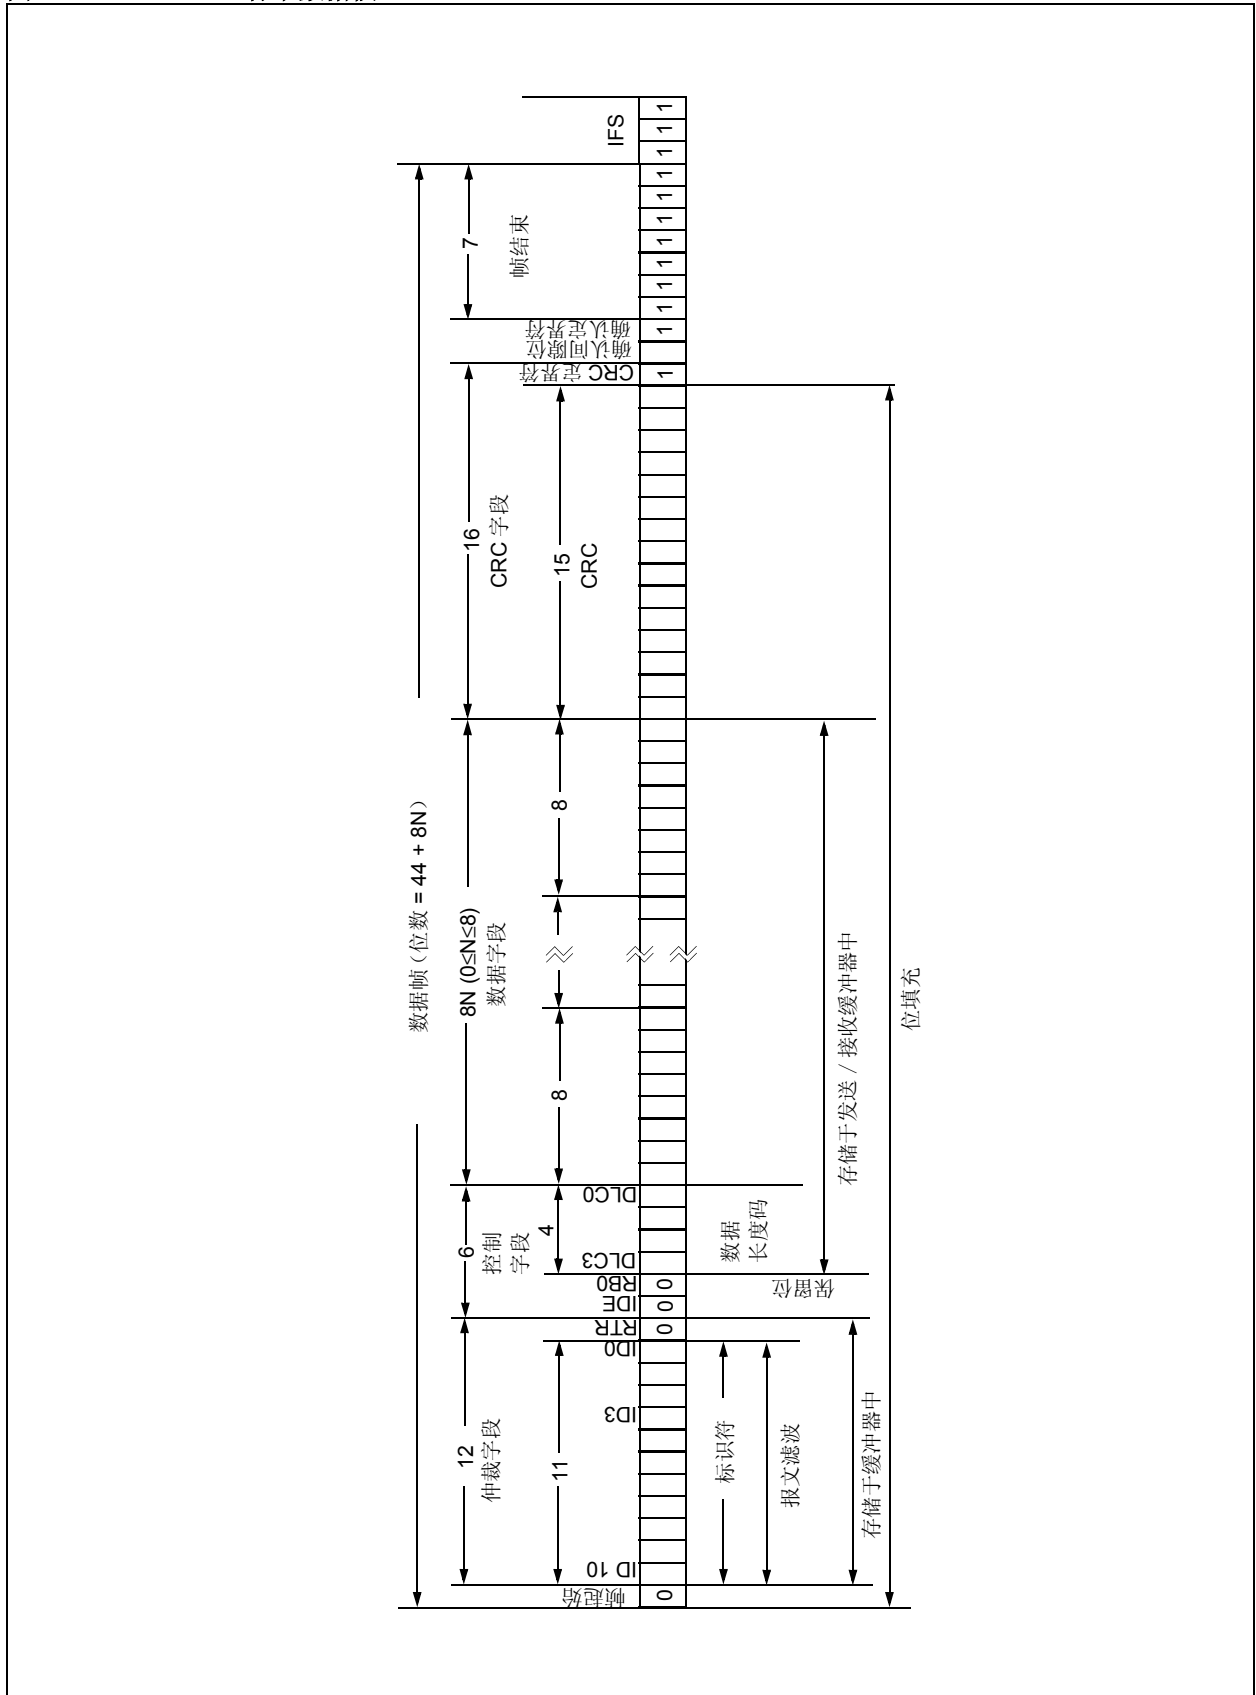 数据帧（位数 = 44 + 8N）
12
仲裁字段
6
控制
字段
8N (0≤N≤8)
数据字段
16
CRC 字段
7
帧结束
11
4
8
8
15
CRC
帧起始
ID 10
ID3
ID0
RTR
IDE
RB0
DLC3
DLC0
CRC 定界符
确认间隙位
确认定界符
IFS
0 0 0 0 1 1 1 1 1 1 1 1 1 1 1 1
标识符
报文滤波
数据
长度码
保留位
存储于缓冲器中
存储于发送 / 接收缓冲器中
位填充